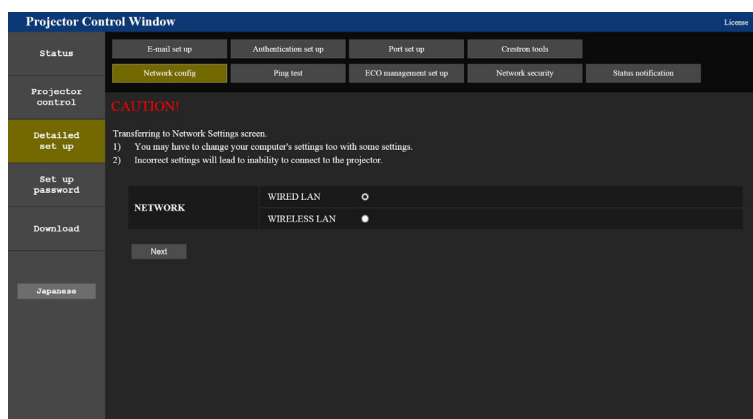 Projector Control Window
License
Status
Projector
control
Detailed
set up
Set up
password
Download
Japanese
E-mail set up
Authentication set up
Port set up
Crestron tools
Network config
Ping test
ECO management set up
Network security
Status notification
CAUTION!
Transferring to Network Settings screen.
1) You may have to change your computer's settings too with some settings.
2) Incorrect settings will lead to inability to connect to the projector.
NETWORK
WIRED LAN
WIRELESS LAN
Next